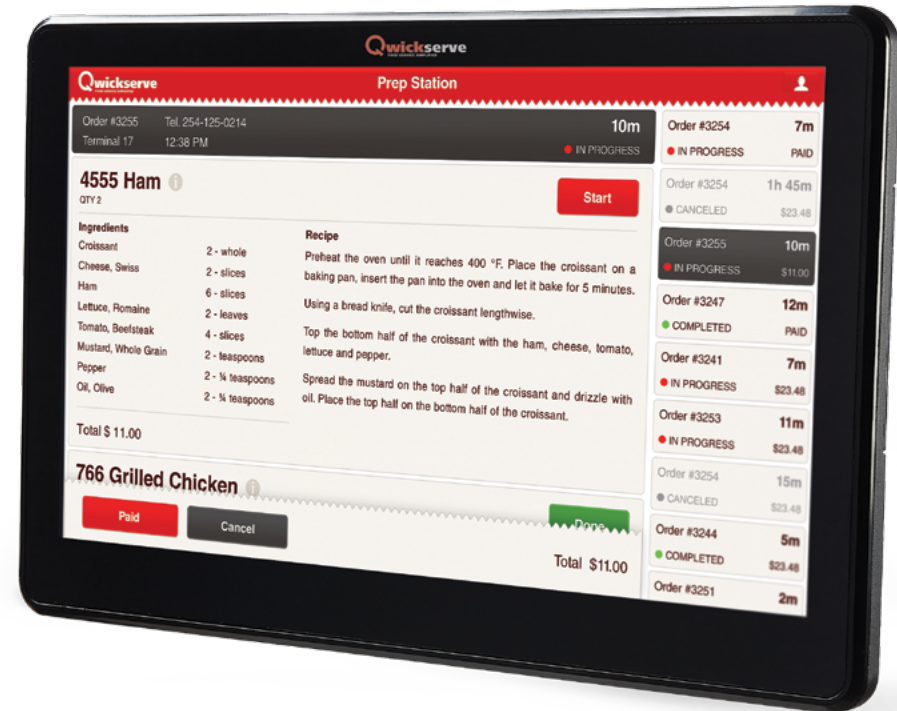 Qwickserve
Qwickserve
Prep Station
Order #3255 Tel. 254-125-0214 10m
Terminal 17 12:38 PM IN PROGRESS
4555 Ham
QTY 2
Start
Ingredients
Croissant 2 - whole
Cheese, Swiss 2 - slices
Ham 6 - slices
Lettuce, Romaine 2 - leaves
Tomato, Beefsteak 4 - slices
Mustard, Whole Grain 2 - teaspoons
Pepper 2 - ¼ teaspoons
Oil, Olive 2 - ¼ teaspoons
Total $ 11.00
Recipe
Preheat the oven until it reaches 400 °F. Place the croissant on a
baking pan, insert the pan into the oven and let it bake for 5 minutes.
Using a bread knife, cut the croissant lengthwise.
Top the bottom half of the croissant with the ham, cheese, tomato,
lettuce and pepper.
Spread the mustard on the top half of the croissant and drizzle with
oil. Place the top half on the bottom half of the croissant.
766 Grilled Chicken
Done
Paid
Cancel
Total $11.00
Order #3254 7m
IN PROGRESS PAID
Order #3254 1h 45m
CANCELED $23.48
Order #3255 10m
IN PROGRESS $11.00
Order #3247 12m
COMPLETED PAID
Order #3241 7m
IN PROGRESS $23.48
Order #3253 11m
IN PROGRESS $23.48
Order #3254 15m
CANCELED $23.48
Order #3244 5m
COMPLETED $23.48
Order #3251 2m